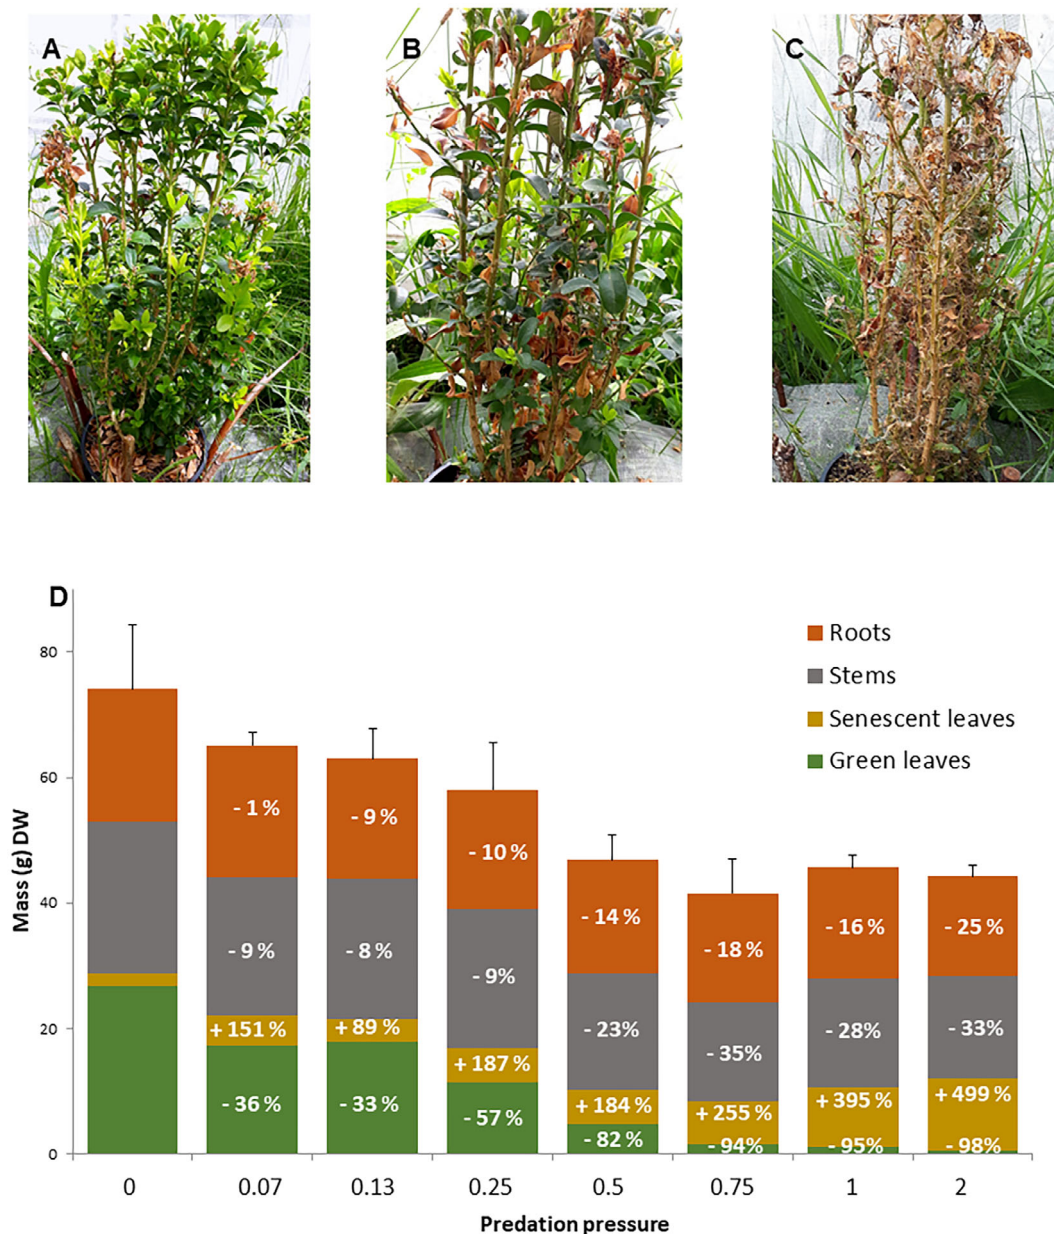 A
B
C
D
Roots
Stems
Senescent leaves
Green leaves
Mass (g) DW
80
60
40
20
0
- 1 %
- 9 %
- 10 %
- 14 %
- 18 %
- 16 %
- 25 %
- 9 %
- 8 %
- 9%
- 23%
- 35%
- 28%
- 33%
+ 151 %
+ 89 %
+ 187 %
+ 184 %
+ 255 %
+ 395 %
+ 499 %
- 36 %
- 33 %
- 57 %
- 82 %
- 94%
- 95%
- 98%
0 0.07 0.13 0.25 0.5 0.75 1 2
Predation pressure